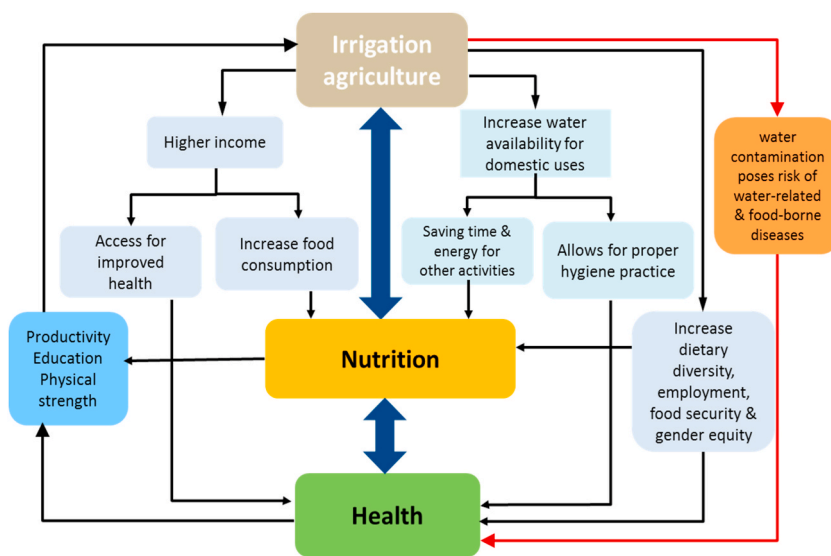 Irrigation
agriculture
Higher income
Increase water
availability for
domestic uses
water
contamination
poses risk of
water-related
& food-borne
diseases
Access for
improved
health
Increase food
consumption
Saving time &
energy for
other activities
Allows for proper
hygiene practice
Productivity
Education
Physical
strength
Nutrition
Increase
dietary
diversity,
employment,
food security &
gender equity
Health